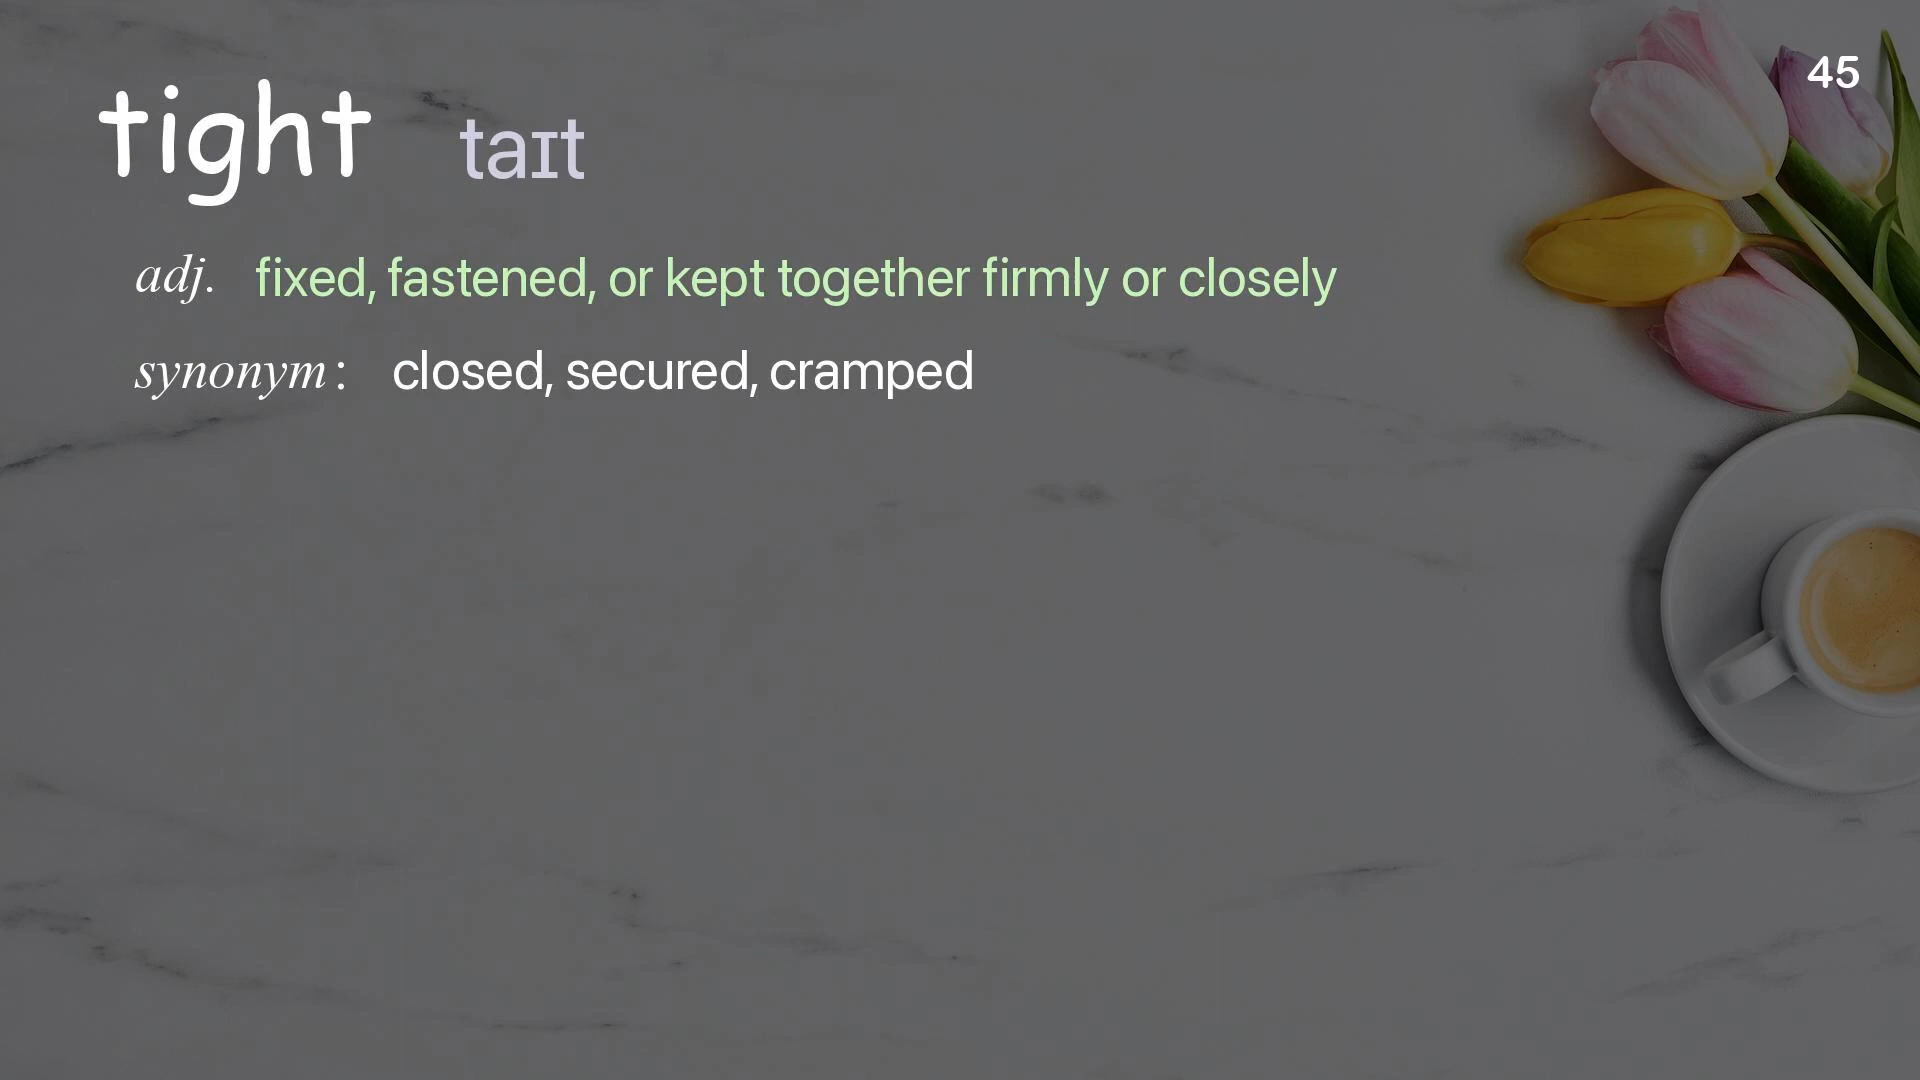 45
tight taɪt
adj. fixed, fastened, or kept together firmly or closely
synonym: closed, secured, cramped